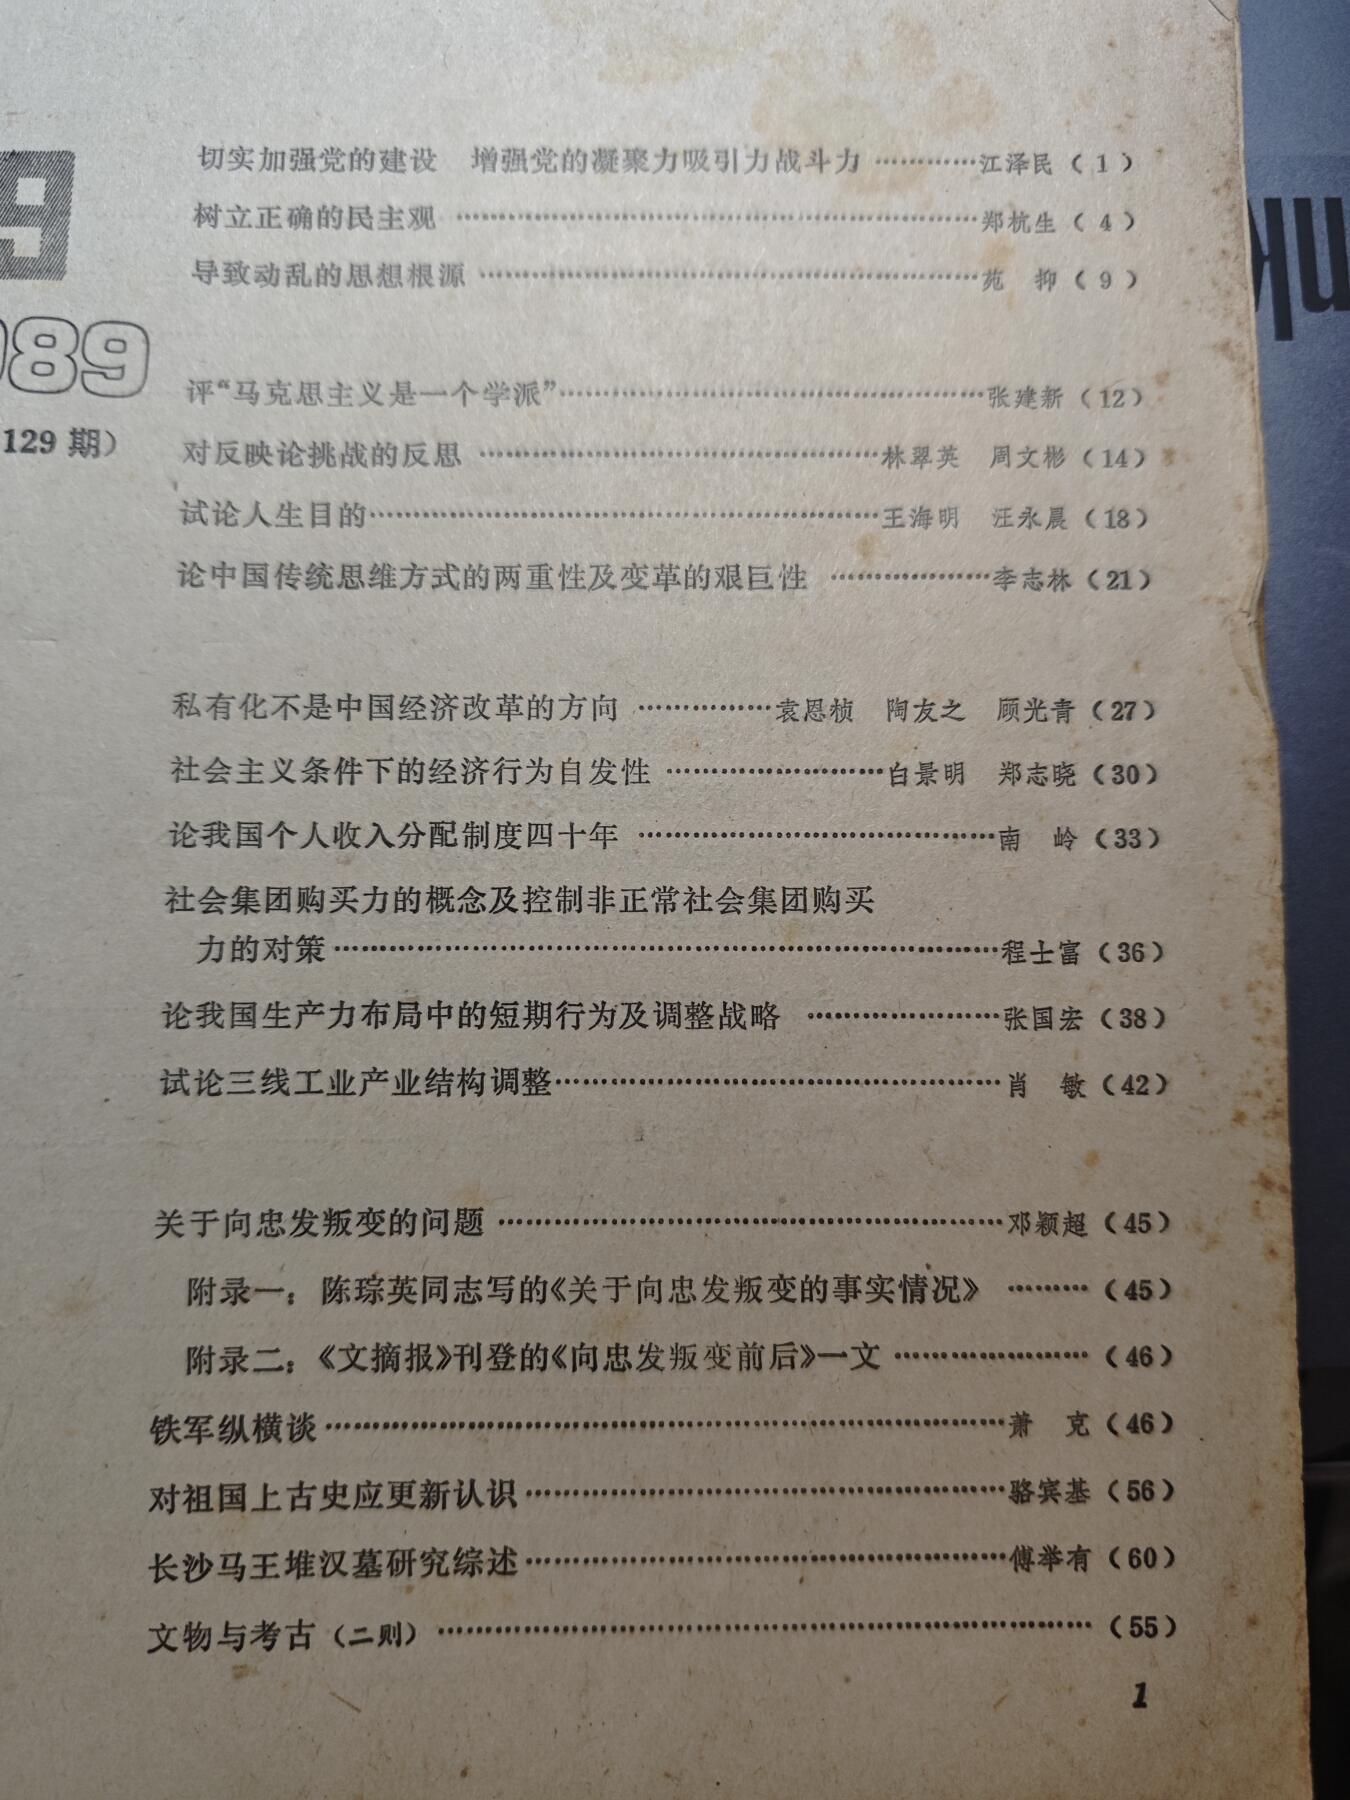 9
989
129 期）
切实加强党的建设　增强党的凝聚力吸引力战斗力 …………江泽民（1）
树立正确的民主观 ………………………………………郑杭生（4）
导致动乱的思想根源 ……………………………………苑　抑（9）
评“马克思主义是一个学派”………………………………张建新（12）
对反映论挑战的反思 ……………………………林翠英　周文彬（14）
试论人生目的……………………………………王海明　汪永晨（18）
论中国传统思维方式的两重性及变革的艰巨性 ………………李志林（21）
私有化不是中国经济改革的方向 ……………袁恩桢　陶友之　顾光青（27）
社会主义条件下的经济行为自发性 ……………………白景明　郑志晓（30）
论我国个人收入分配制度四十年 …………………………………南　岭（33）
社会集团购买力的概念及控制非正常社会集团购买
力的对策………………………………………………………程士富（36）
论我国生产力布局中的短期行为及调整战略 …………………张国宏（38）
试论三线工业产业结构调整………………………………………肖　敏（42）
关于向忠发叛变的问题 ………………………………………邓颖超（45）
附录一：陈琮英同志写的《关于向忠发叛变的事实情况》 ………（45）
附录二：《文摘报》刊登的《向忠发叛变前后》一文 …………………（46）
铁军纵横谈………………………………………………………萧　克（46）
对祖国上古史应更新认识………………………………………骆宾基（56）
长沙马王堆汉墓研究综述………………………………………傅举有（60）
文物与考古（二则）………………………………………………（55）
1